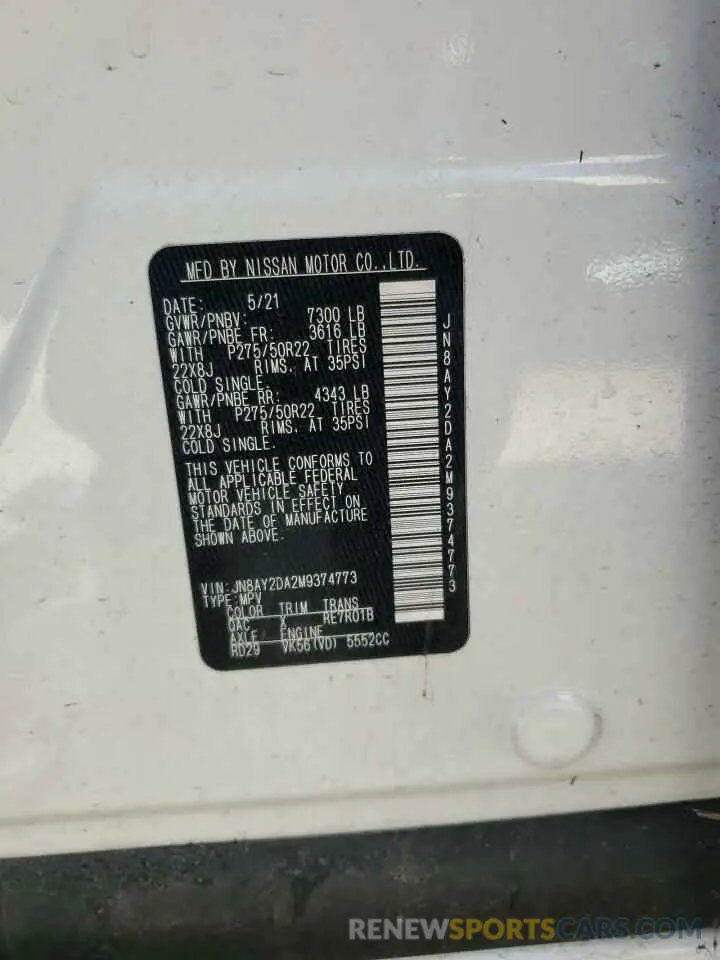 MFD BY NISSAN MOTOR CO.,LTD.
DATE: 5/21
GVWR/PNBV: 7300 LB
GAWR/PNBE FR: 3616 LB
WITH P275/50R22 TIRES
22X8J RIMS. AT 35PSI
COLD SINGLE.
GAWR/PNBE RR: 4343 LB
WITH P275/50R22 TIRES
22X8J RIMS. AT 35PSI
COLD SINGLE.
THIS VEHICLE CONFORMS TO
ALL APPLICABLE FEDERAL
MOTOR VEHICLE SAFETY
STANDARDS IN EFFECT ON
THE DATE OF MANUFACTURE
SHOWN ABOVE.
VIN:JN8AY2DA2M9374773
TYPE:MPV
COLOR TRIM TRANS
QAC X RE7R01B
AXLE ENGINE
RD29 VK56(VD) 5552CC
JN8AY2DA2M9374773
RENEWSPORTSCARS.COM